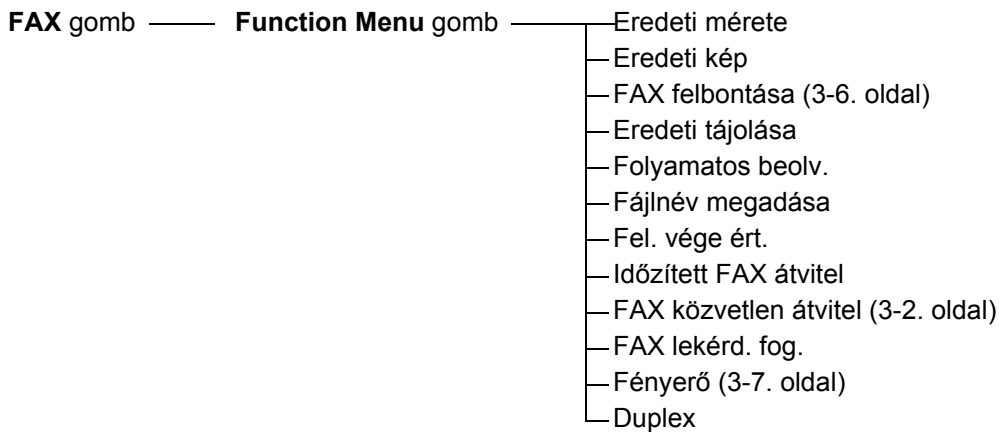 FAX gomb Function Menu gomb Eredeti mérete
Eredeti kép
FAX felbontása (3-6. oldal)
Eredeti tájolása
Folyamatos beolv.
Fájlnév megadása
Fel. vége ért.
Időzített FAX átvitel
FAX közvetlen átvitel (3-2. oldal)
FAX lekérd. fog.
Fényerő (3-7. oldal)
Duplex